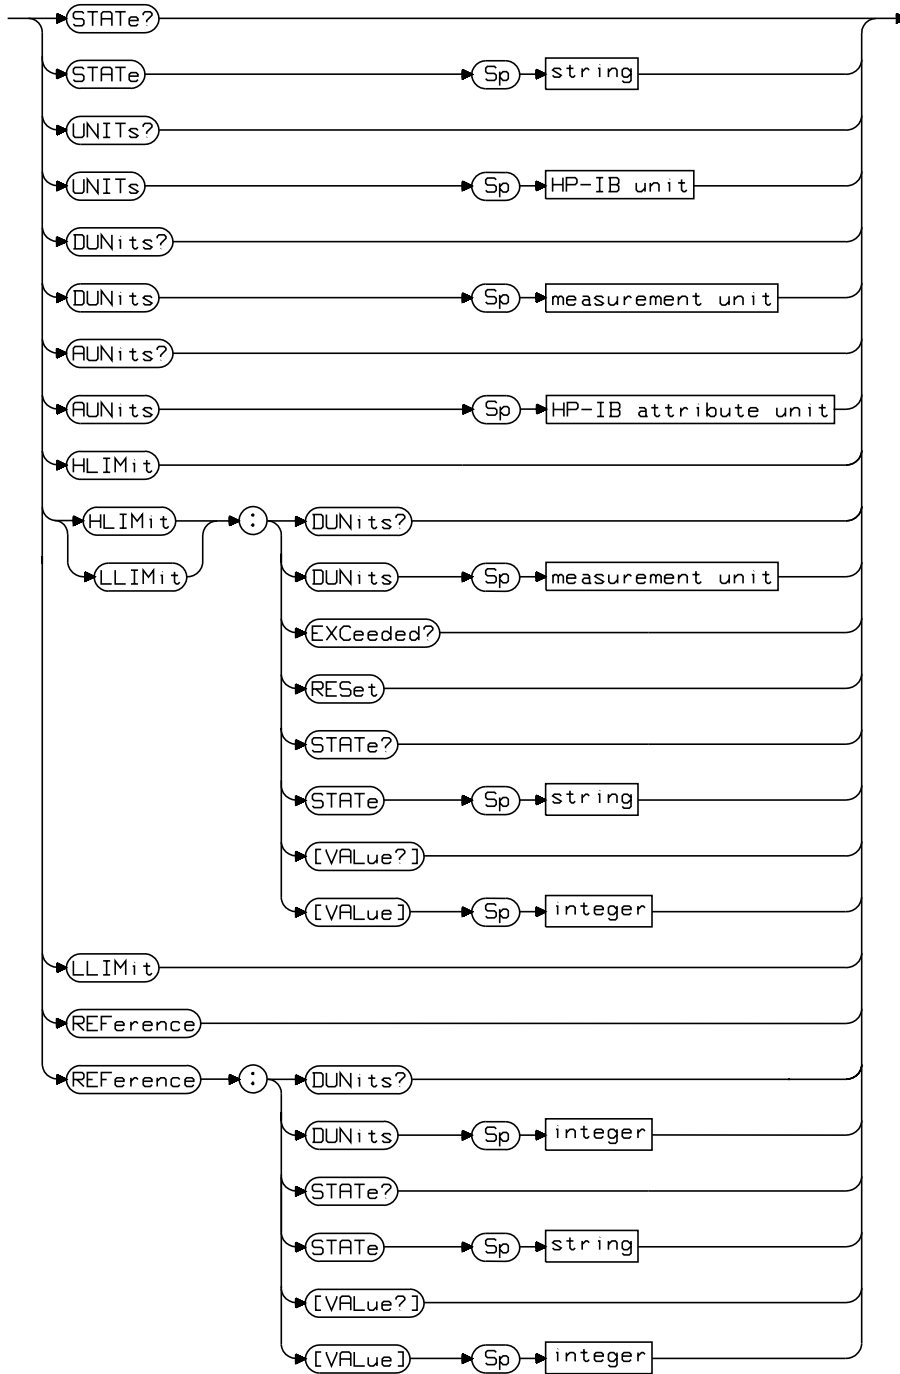 STATe?
STATe Sp string
UNITs?
UNITs Sp HP-IB unit
DUNits?
DUNits Sp measurement unit
AUNits?
AUNits Sp HP-IB attribute unit
HLIMit
HLIMit : DUNits?
LLIMit DUNits Sp measurement unit
EXCeeded?
RESet
STATe?
STATe Sp string
[VALue?]
[VALue] Sp integer
LLIMit
REFerence
REFerence : DUNits?
DUNits Sp integer
STATe?
STATe Sp string
[VALue?]
[VALue] Sp integer